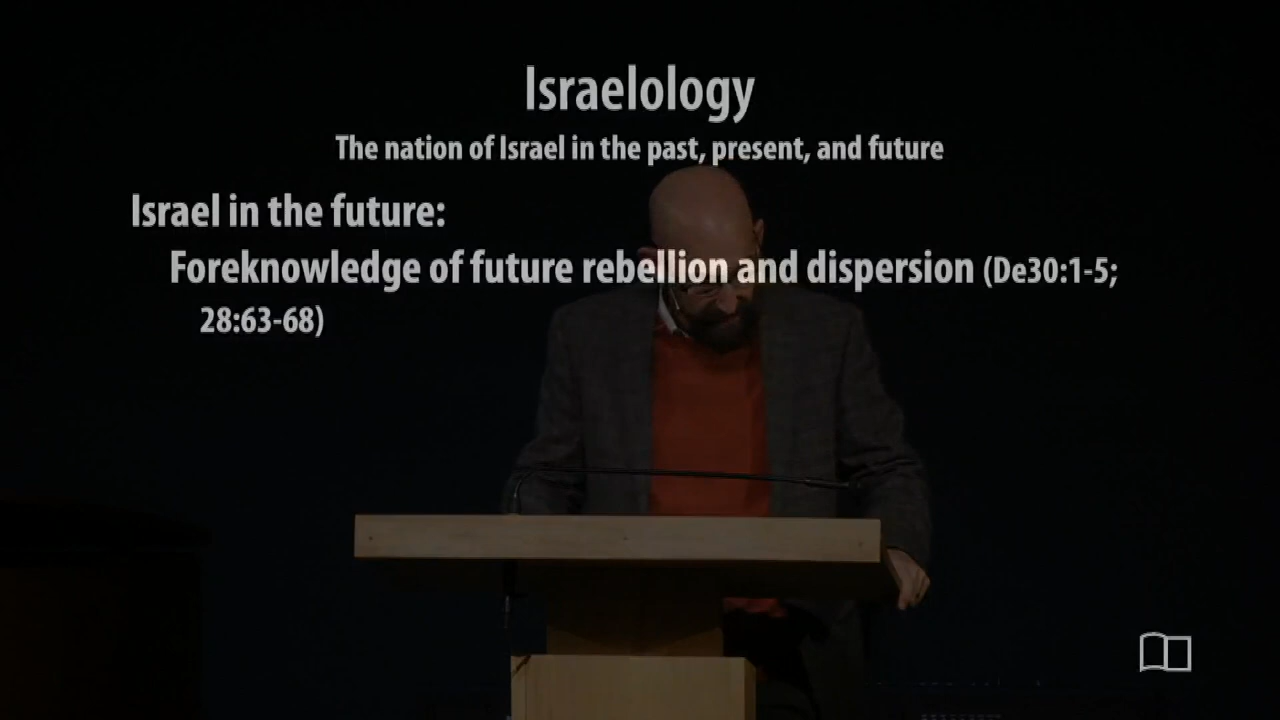 Israelology
The nation of Israel in the past, present, and future
Israel in the future:
Foreknowledge of future rebellion and dispersion (De30:1-5;
28:63-68)